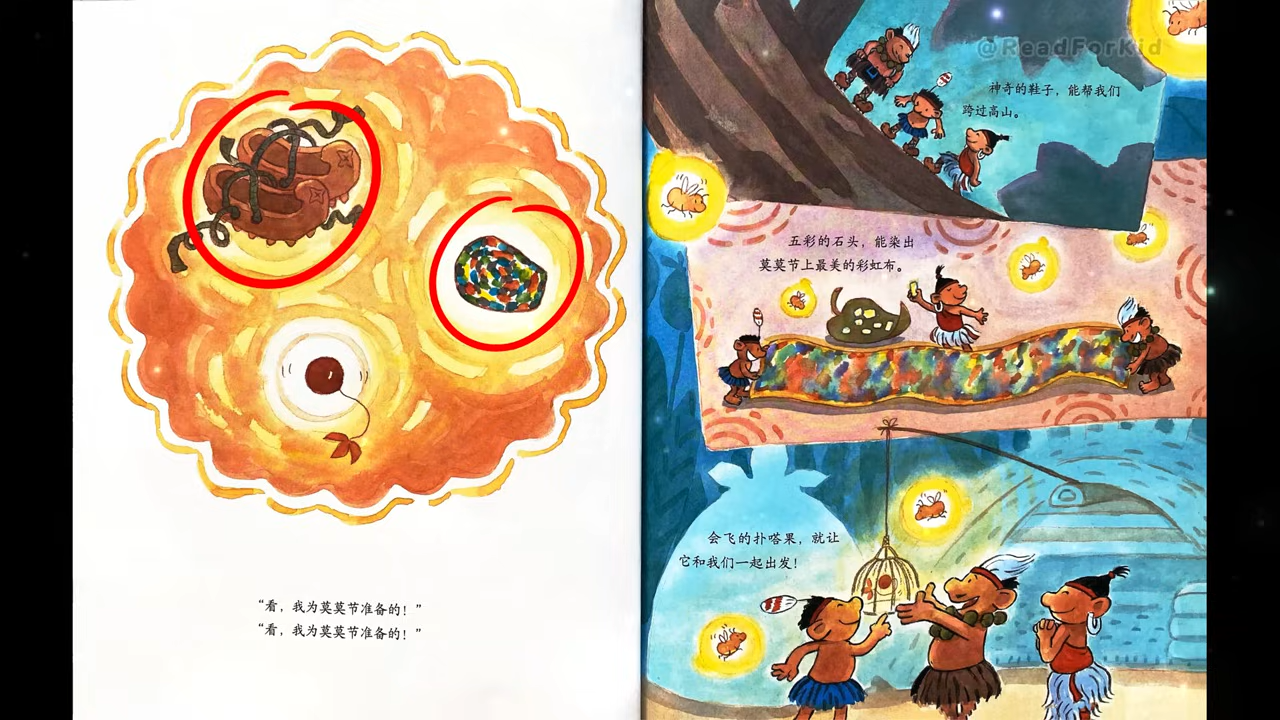 “看，我为莫莫节准备的！”
“看，我为莫莫节准备的！”
@ReadForKid
神奇的鞋子，能帮我们
跨过高山。
五彩的石头，能染出
莫莫节上最美的彩虹布。
会飞的扑嗒果，就让
它和我们一起出发！